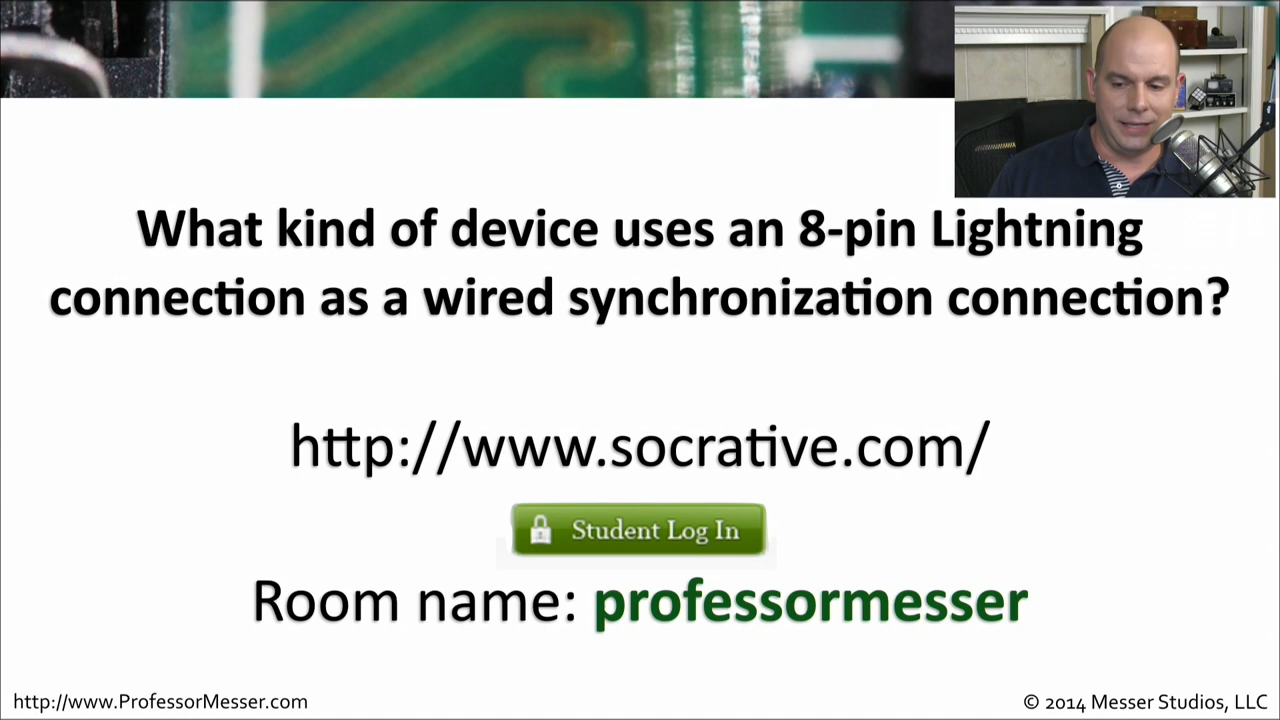 What kind of device uses an 8-pin Lightning
connection as a wired synchronization connection?
http://www.socrative.com/
Student Log In
Room name: professormesser
http://www.ProfessorMesser.com
© 2014 Messer Studios, LLC